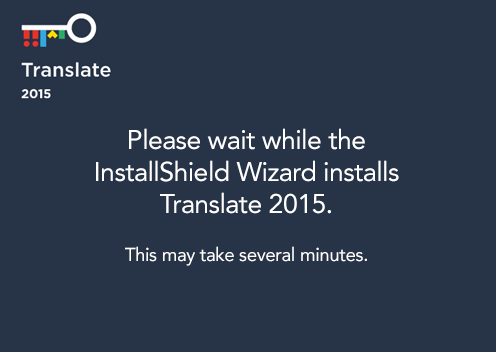 Translate
2015
Please wait while the
InstallShield Wizard installs
Translate 2015.
This may take several minutes.